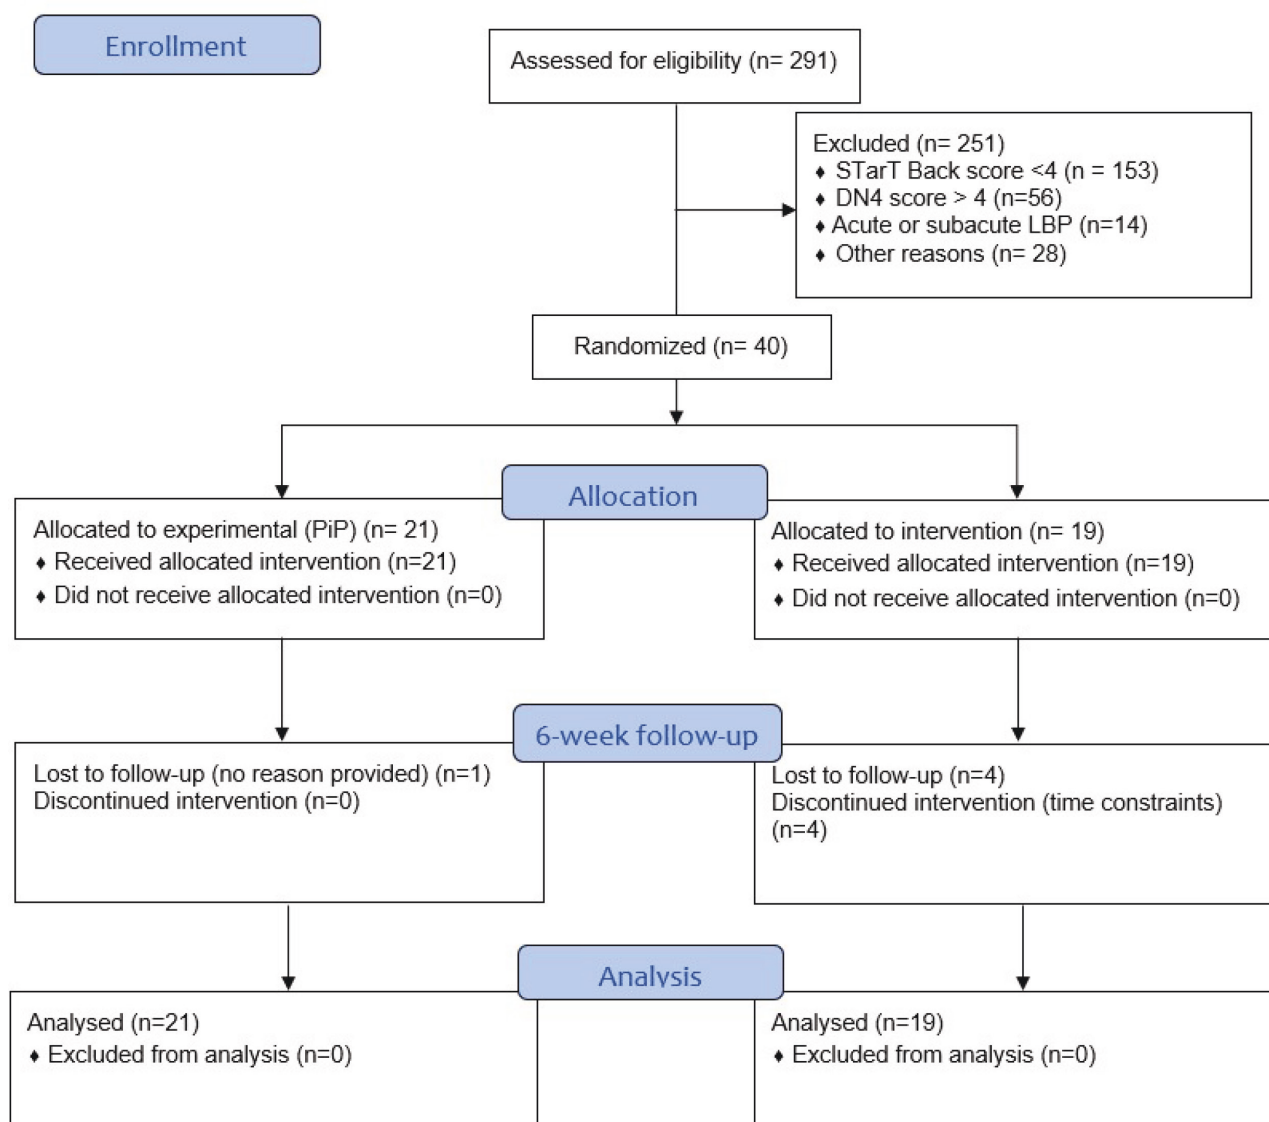 Enrollment
Assessed for eligibility (n= 291)
Excluded (n= 251)
♦ STarT Back score <4 (n = 153)
♦ DN4 score > 4 (n=56)
♦ Acute or subacute LBP (n=14)
♦ Other reasons (n= 28)
Randomized (n= 40)
Allocation
Allocated to experimental (PiP) (n= 21)
♦ Received allocated intervention (n=21)
♦ Did not receive allocated intervention (n=0)
Allocated to intervention (n= 19)
♦ Received allocated intervention (n=19)
♦ Did not receive allocated intervention (n=0)
6-week follow-up
Lost to follow-up (no reason provided) (n=1)
Discontinued intervention (n=0)
Lost to follow-up (n=4)
Discontinued intervention (time constraints)
(n=4)
Analysis
Analysed (n=21)
♦ Excluded from analysis (n=0)
Analysed (n=19)
♦ Excluded from analysis (n=0)